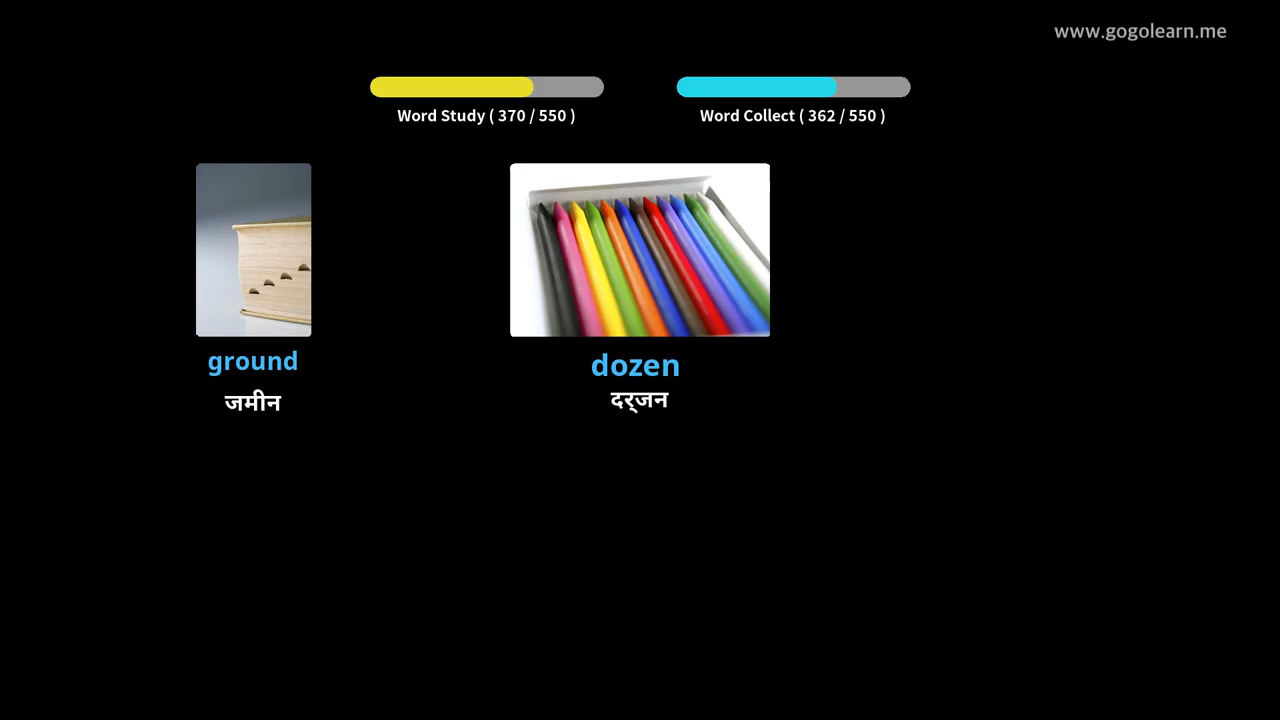 www.gogolearn.me
Word Study ( 370 / 550 )
Word Collect ( 362 / 550 )
ground
जमीन
dozen
दर्‌जन